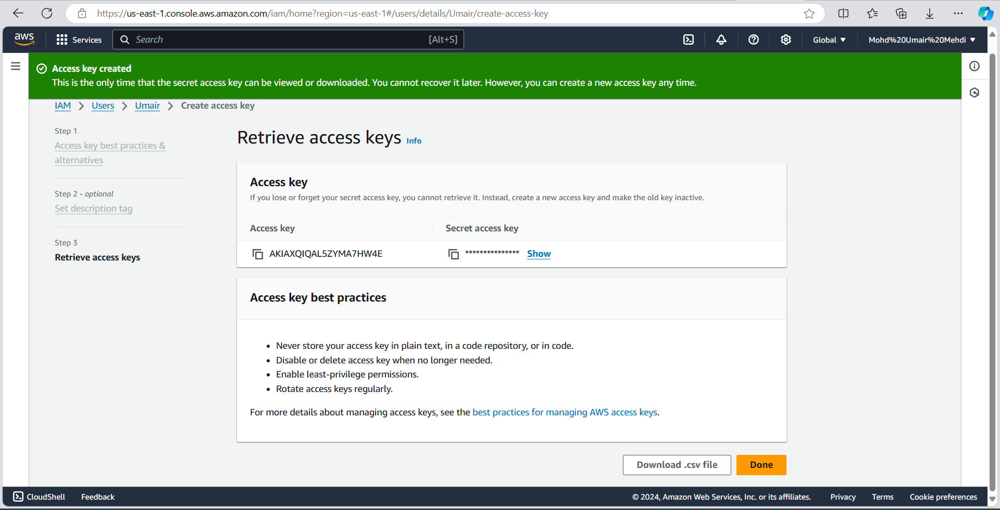 https://us-east-1.console.aws.amazon.com/iam/home?region=us-east-1#/users/details/Umair/create-access-key
aws
Services
Search
[Alt+S]
Global
Mohd%20Umair%20Mehdi
Access key created
This is the only time that the secret access key can be viewed or downloaded. You cannot recover it later. However, you can create a new access key any time.
IAM > Users > Umair > Create access key
Step 1
Access key best practices &
alternatives
Step 2 - optional
Set description tag
Step 3
Retrieve access keys
Retrieve access keys Info
Access key
If you lose or forget your secret access key, you cannot retrieve it. Instead, create a new access key and make the old key inactive.
Access key
Secret access key
AKIAXQIQAL5ZYMA7HW4E
*************** Show
Access key best practices
• Never store your access key in plain text, in a code repository, or in code.
• Disable or delete access key when no longer needed.
• Enable least-privilege permissions.
• Rotate access keys regularly.
For more details about managing access keys, see the best practices for managing AWS access keys.
Download .csv file
Done
CloudShell
Feedback
© 2024, Amazon Web Services, Inc. or its affiliates.
Privacy
Terms
Cookie preferences